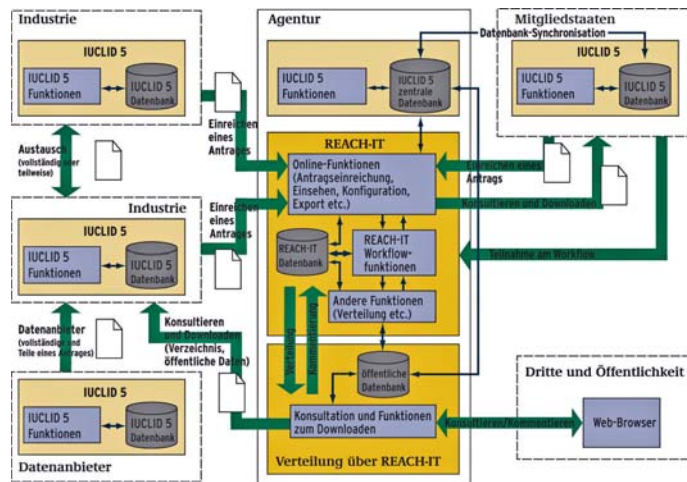 Industrie
IUCLID 5
IUCLID 5
Funktionen
IUCLID 5
Datenbank
Austausch
(vollständig oder
teilweise)
Industrie
IUCLID 5
IUCLID 5
Funktionen
IUCLID 5
Datenbank
Datenanbieter
(vollständige und
Teile eines Antrages)
IUCLID 5
IUCLID 5
Funktionen
IUCLID 5
Datenbank
Datenanbieter
Einreichen
eines
Antrages
Einreichen
eines
Antrages
Konsultieren
und Downloaden
(Verzeichnis,
öffentliche Daten)
Agentur
IUCLID 5
Funktionen
IUCLID 5
zentrale
Datenbank
REACH-IT
Online-Funktionen
(Antragseinreichung,
Einsehen, Konfiguration,
Export etc.)
REACH-IT
Datenbank
REACH-IT
Workflow-
funktionen
Andere Funktionen
(Verteilung etc.)
Verteilung
Kommentierung
öffentliche
Datenbank
Konsultation und Funktionen
zum Downloaden
Verteilung über REACH-IT
Datenbank-Synchronisation
Mitgliedstaaten
IUCLID 5
IUCLID 5
Funktionen
IUCLID 5
Datenbank
Einreichen eines
Antrags
Konsultieren und Downloaden
Teilnahme am Workflow
Dritte und Öffentlichkeit
Konsultieren/Kommentieren
Web-Browser